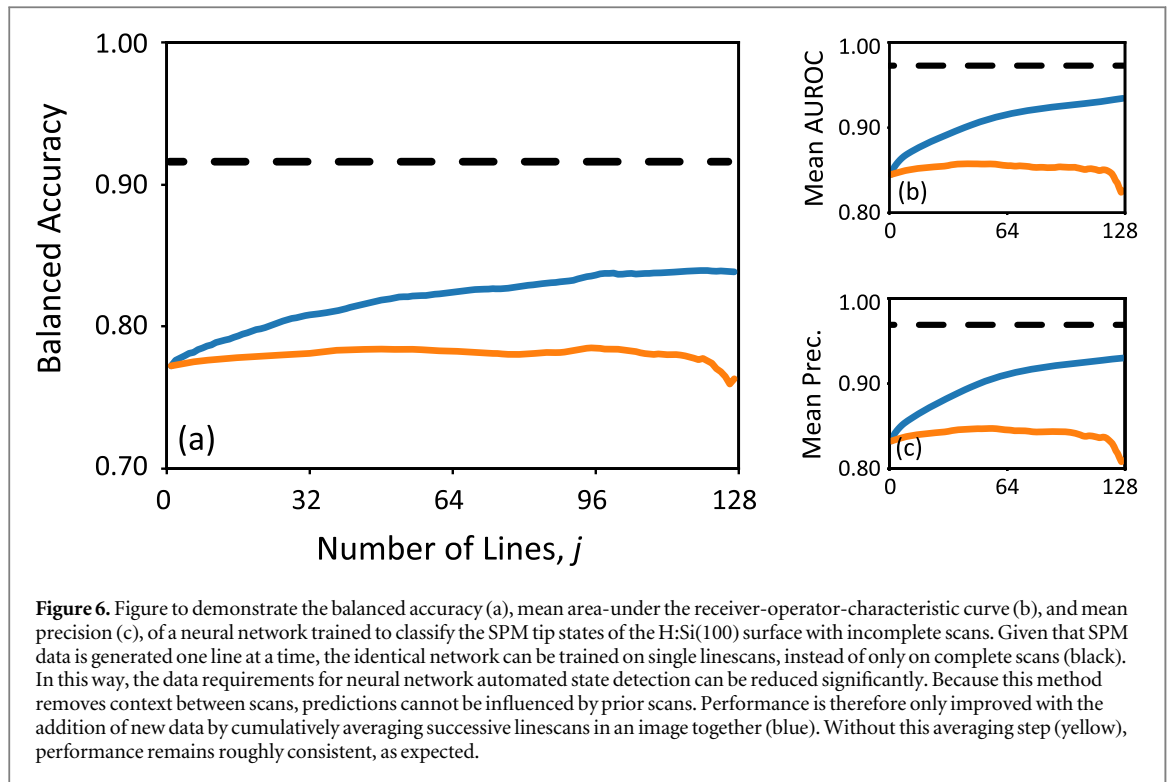 1.00
0.90
0.80
0.70
Balanced Accuracy
(a)
0 32 64 96 128
Number of Lines, j
1.00
0.90
0.80
Mean AUROC
(b)
0 64 128
1.00
0.90
0.80
Mean Prec.
(c)
0 64 128
Figure 6. Figure to demonstrate the balanced accuracy (a), mean area-under the receiver-operator-characteristic curve (b), and mean
precision (c), of a neural network trained to classify the SPM tip states of the H:Si(100) surface with incomplete scans. Given that SPM
data is generated one line at a time, the identical network can be trained on single linescans, instead of only on complete scans (black).
In this way, the data requirements for neural network automated state detection can be reduced significantly. Because this method
removes context between scans, predictions cannot be influenced by prior scans. Performance is therefore only improved with the
addition of new data by cumulatively averaging successive linescans in an image together (blue). Without this averaging step (yellow),
performance remains roughly consistent, as expected.